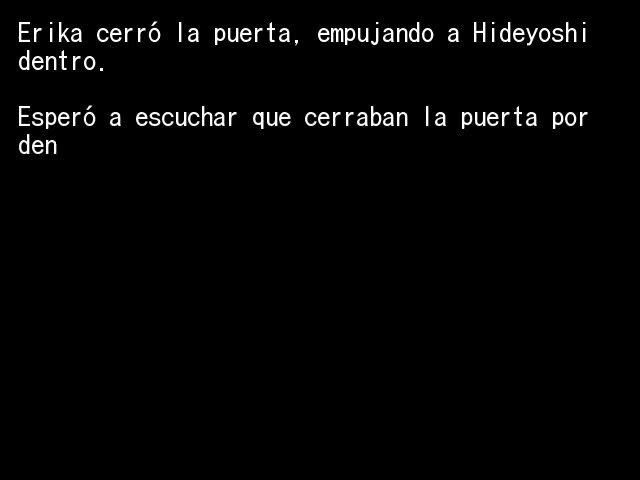 Erika cerró la puerta, empujando a Hideyoshi
dentro.
Esperó a escuchar que cerraban la puerta por
den